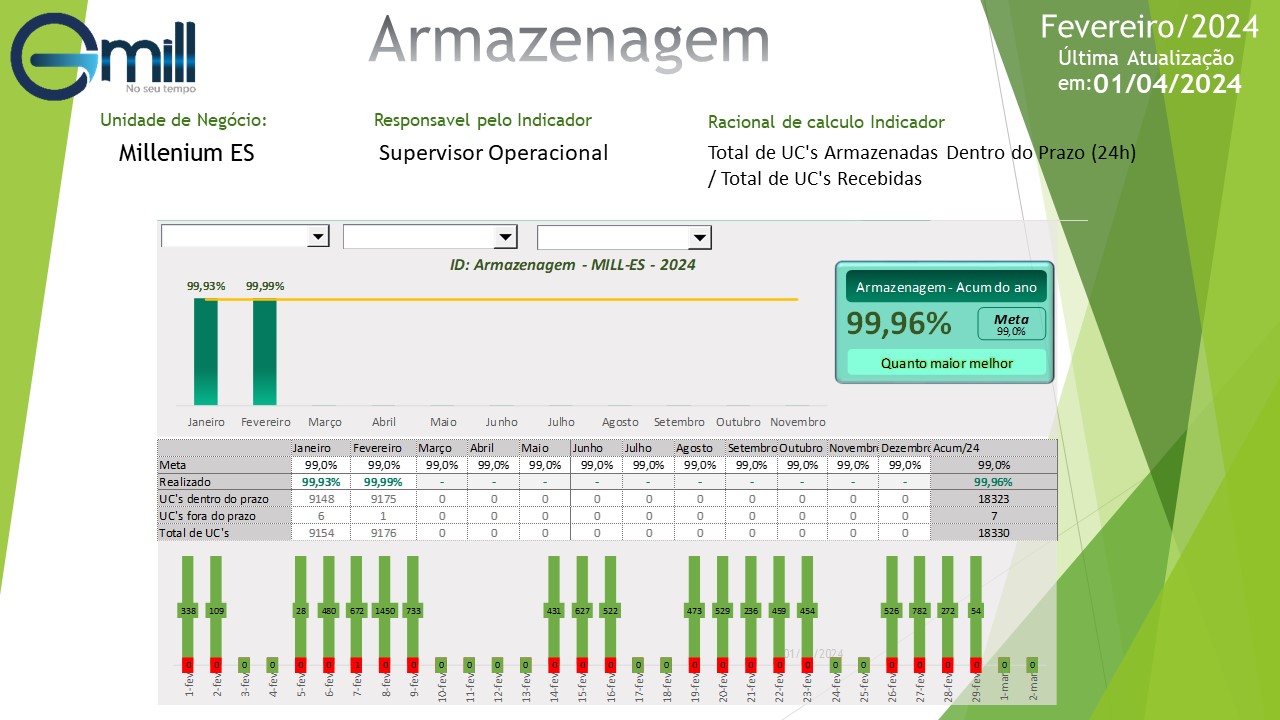 Gmill
No seu tempo
Armazenagem
Fevereiro/2024
Última Atualização
em:01/04/2024
Unidade de Negócio:
Millenium ES
Responsavel pelo Indicador
Supervisor Operacional
Racional de calculo Indicador
Total de UC's Armazenadas Dentro do Prazo (24h)
/ Total de UC's Recebidas
ID: Armazenagem - MILL-ES - 2024
99,93% 99,99%
Janeiro Fevereiro Março Abril Maio Junho Julho Agosto Setembro Outubro Novembro
Armazenagem - Acum do ano
99,96%
Meta
99,0%
Quanto maior melhor
Janeiro Fevereiro Março Abril Maio Junho Julho Agosto Setembro Outubro Novembr Dezembr Acum/24
Meta 99,0% 99,0% 99,0% 99,0% 99,0% 99,0% 99,0% 99,0% 99,0% 99,0% 99,0% 99,0% 99,0%
Realizado 99,93% 99,99% - - - - - - - - - - 99,96%
UC's dentro do prazo 9148 9175 0 0 0 0 0 0 0 0 0 0 18323
UC's fora do prazo 6 1 0 0 0 0 0 0 0 0 0 0 7
Total de UC's 9154 9176 0 0 0 0 0 0 0 0 0 0 18330
338 109 28 480 672 1450 733 431 627 522 473 529 236 459 454 526 782 272 54
01/04/2024
0 0 0 0 0 0 1 0 0 0 0 0 0 0 0 0 0 0 0 0 0 0 0 0 0 0 0 0 0 0 0
1-fev 2-fev 3-fev 4-fev 5-fev 6-fev 7-fev 8-fev 9-fev 10-fev 11-fev 12-fev 13-fev 14-fev 15-fev 16-fev 17-fev 18-fev 19-fev 20-fev 21-fev 22-fev 23-fev 24-fev 25-fev 26-fev 27-fev 28-fev 29-fev 1-mar 2-mar